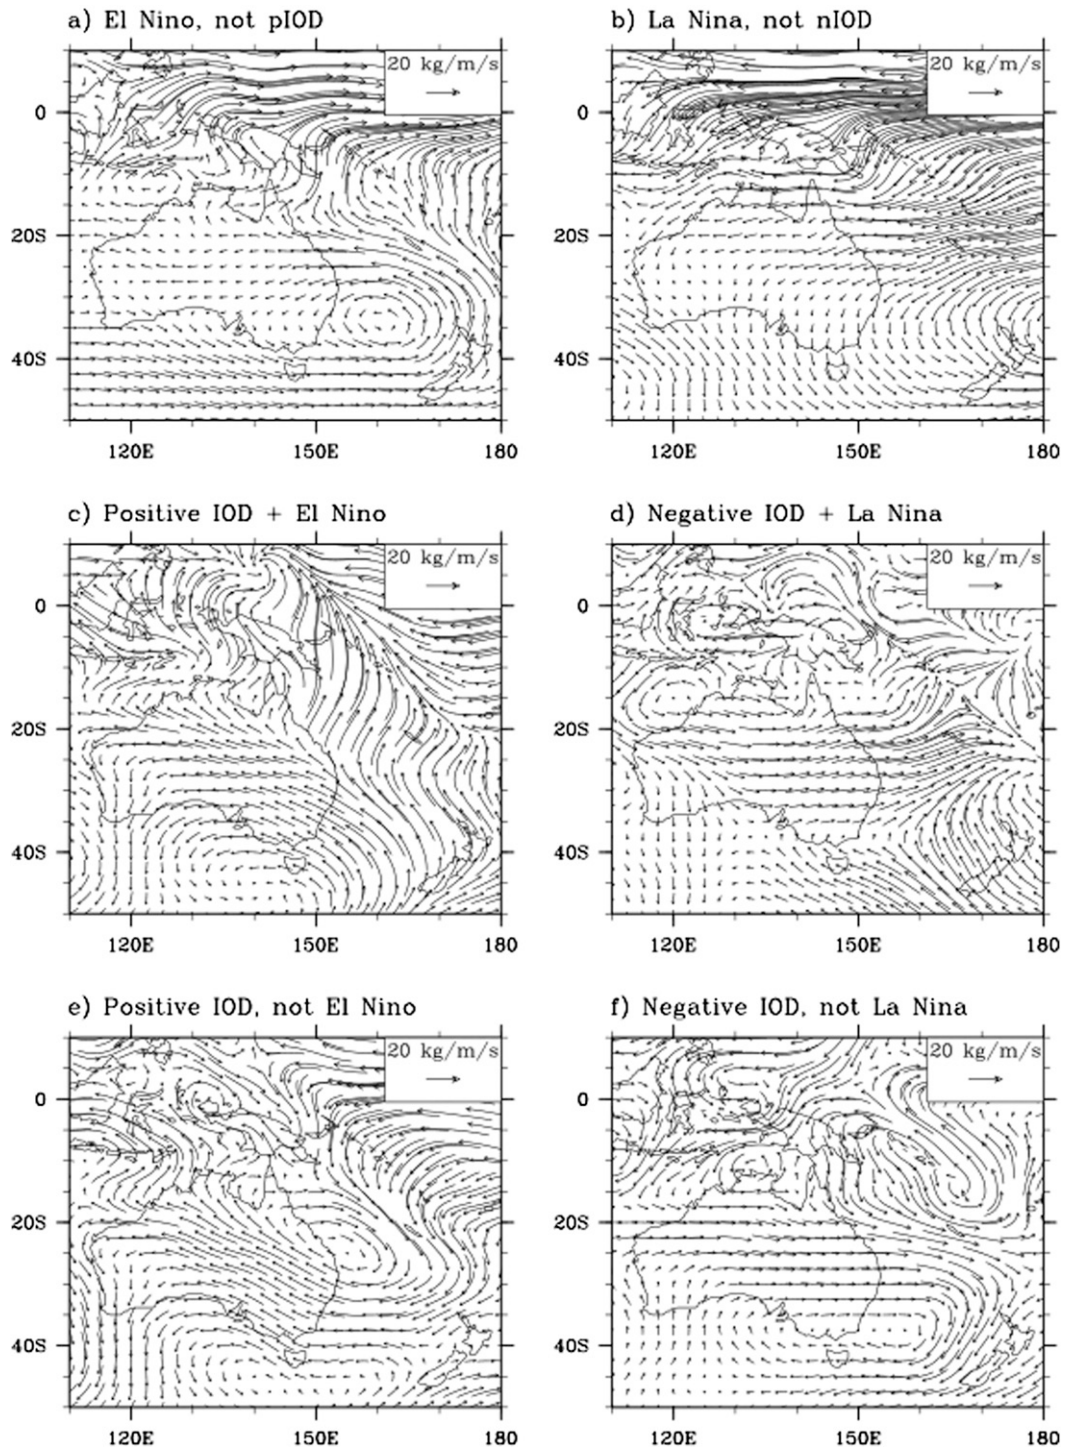 a) El Nino, not pIOD
20 kg/m/s
0
20S
40S
120E 150E 180
b) La Nina, not nIOD
20 kg/m/s
0
20S
40S
120E 150E 180
c) Positive IOD + El Nino
20 kg/m/s
0
20S
40S
120E 150E 180
d) Negative IOD + La Nina
20 kg/m/s
0
20S
40S
120E 150E 180
e) Positive IOD, not El Nino
20 kg/m/s
0
20S
40S
120E 150E 180
f) Negative IOD, not La Nina
20 kg/m/s
0
20S
40S
120E 150E 180